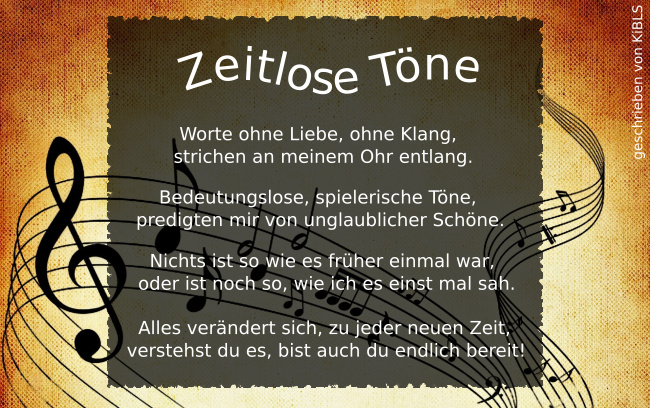 Zeitlose Töne
Worte ohne Liebe, ohne Klang,
strichen an meinem Ohr entlang.
Bedeutungslose, spielerische Töne,
predigten mir von unglaublicher Schöne.
Nichts ist so wie es früher einmal war,
oder ist noch so, wie ich es einst mal sah.
Alles verändert sich, zu jeder neuen Zeit,
verstehst du es, bist auch du endlich bereit!
geschrieben von KiBLS